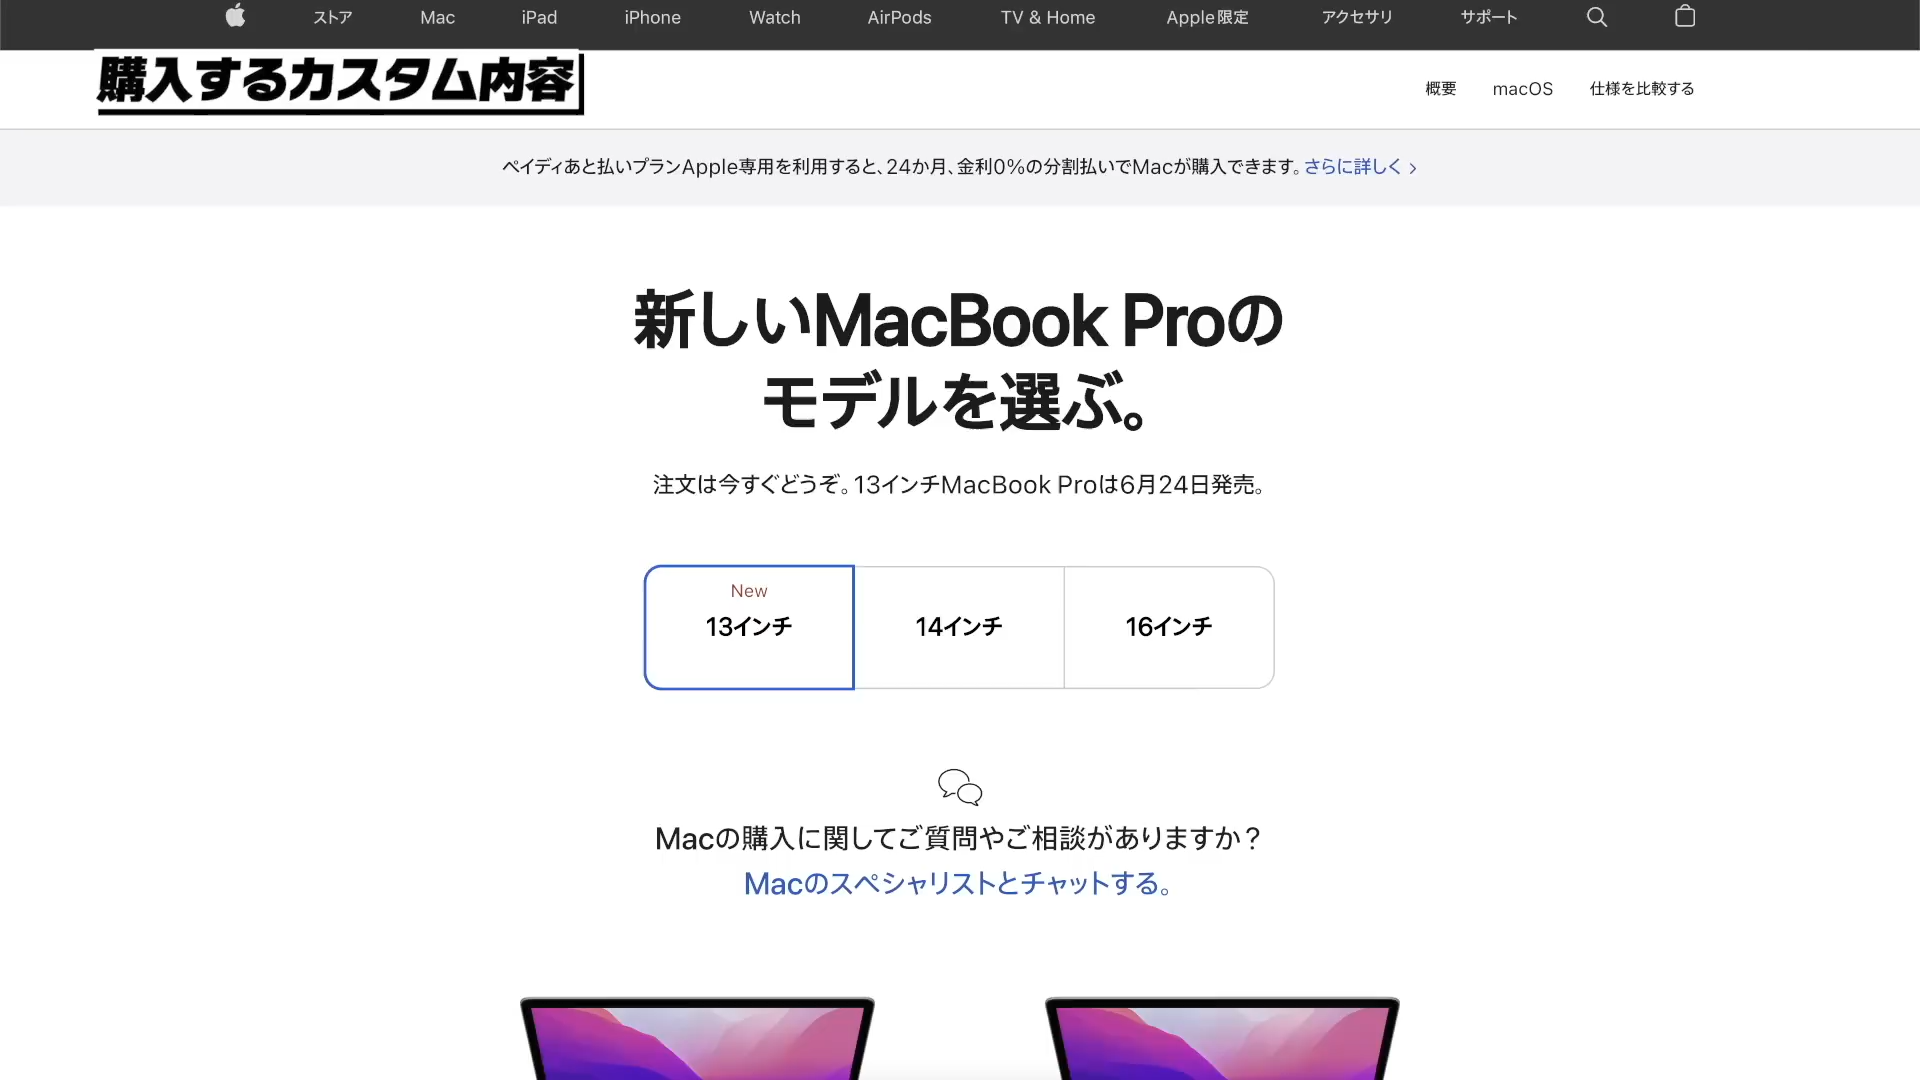 ストア Mac iPad iPhone Watch AirPods TV & Home Apple限定 アクセサリ サポート
購入するカスタム内容
概要 macOS 仕様を比較する
ペイディあと払いプランApple専用を利用すると、24か月、金利0%の分割払いでMacが購入できます。さらに詳しく >
新しいMacBook Proの
モデルを選ぶ。
注文は今すぐどうぞ。13インチMacBook Proは6月24日発売。
New
13インチ 14インチ 16インチ
Macの購入に関してご質問やご相談がありますか？
Macのスペシャリストとチャットする。